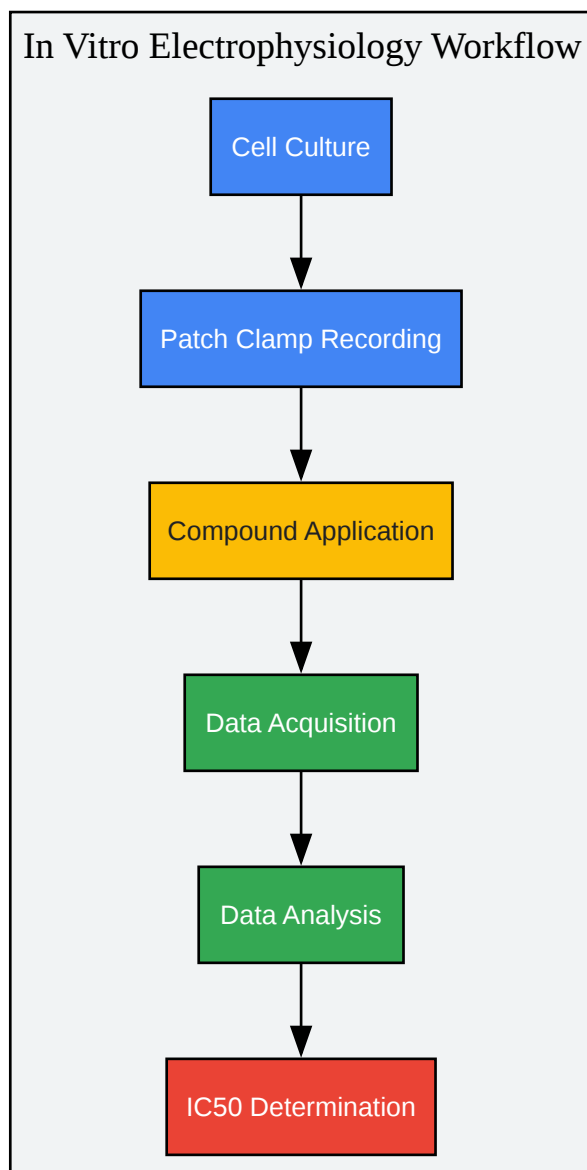 In Vitro Electrophysiology Workflow
Cell Culture
Patch Clamp Recording
Compound Application
Data Acquisition
Data Analysis
IC50 Determination